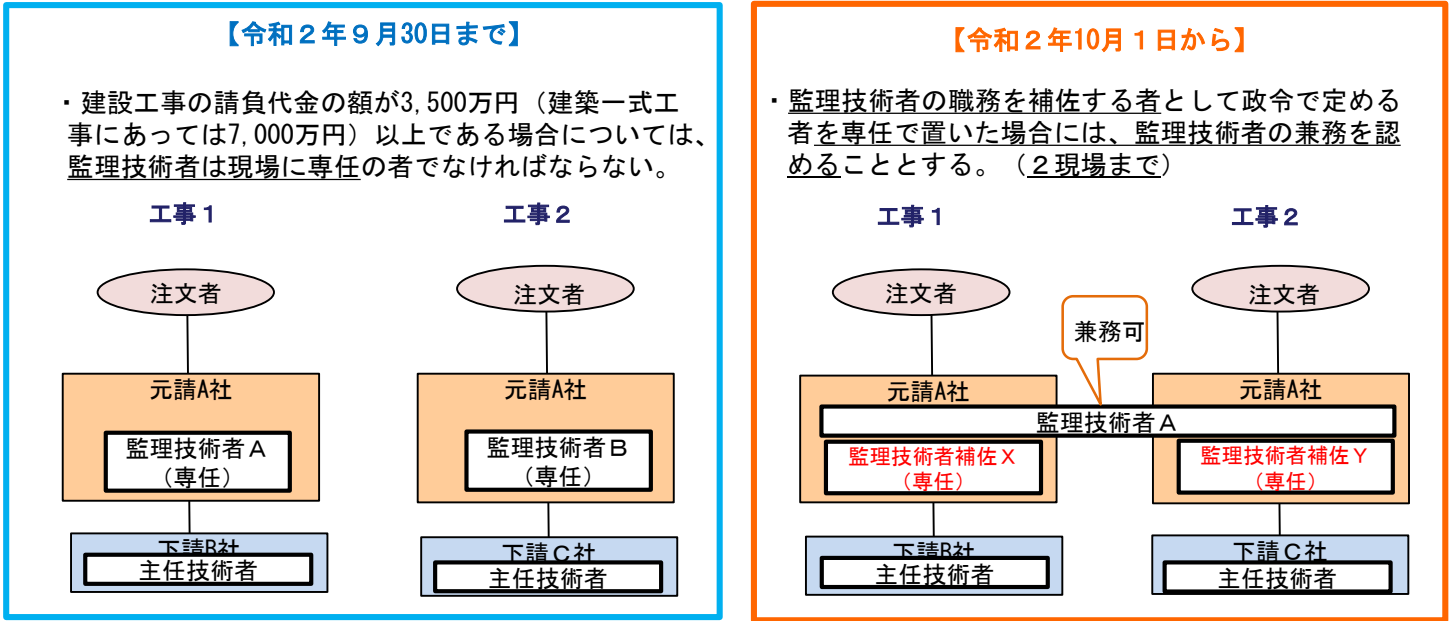 【令和２年９月30日まで】
・建設工事の請負代金の額が3,500万円（建築一式工
事にあっては7,000万円）以上である場合については、
監理技術者は現場に専任の者でなければならない。
工事１
工事２
注文者
注文者
元請A社
元請A社
監理技術者Ａ
（専任）
監理技術者Ｂ
（専任）
下請B社
主任技術者
下請Ｃ社
主任技術者
【令和２年10月１日から】
・監理技術者の職務を補佐する者として政令で定める
者を専任で置いた場合には、監理技術者の兼務を認
めることとする。（２現場まで）
工事１
工事２
注文者
注文者
兼務可
元請A社
元請A社
監理技術者Ａ
監理技術者補佐Ｘ
（専任）
監理技術者補佐Ｙ
（専任）
下請B社
主任技術者
下請Ｃ社
主任技術者